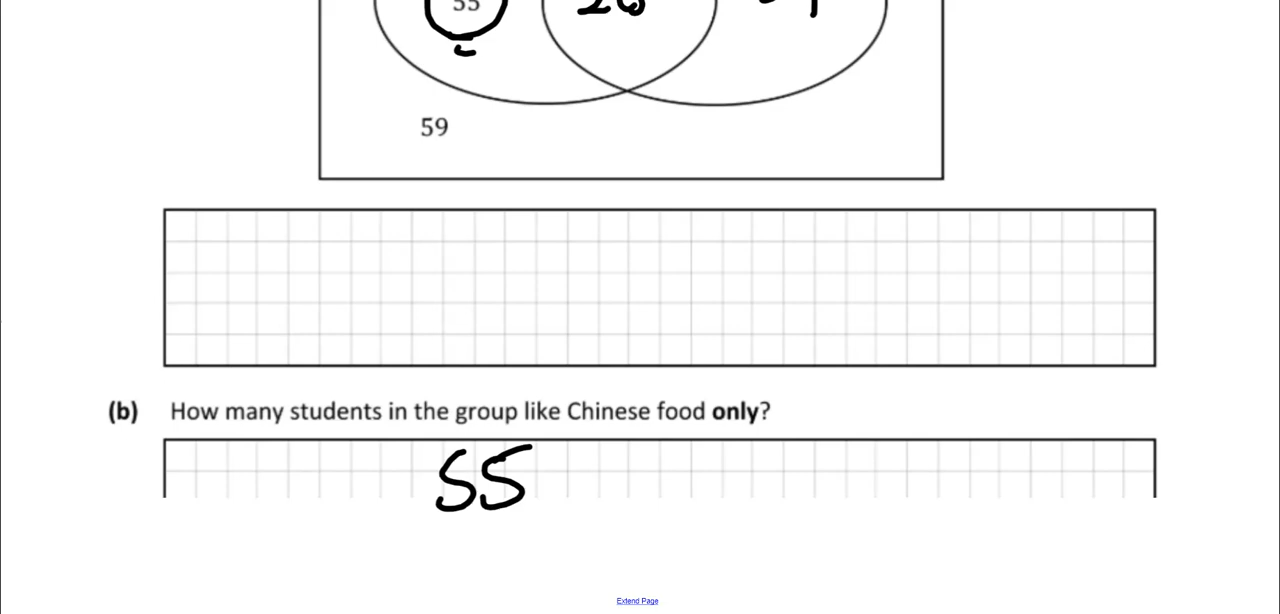 55 26
59
(b) How many students in the group like Chinese food only?
55
Extend Page